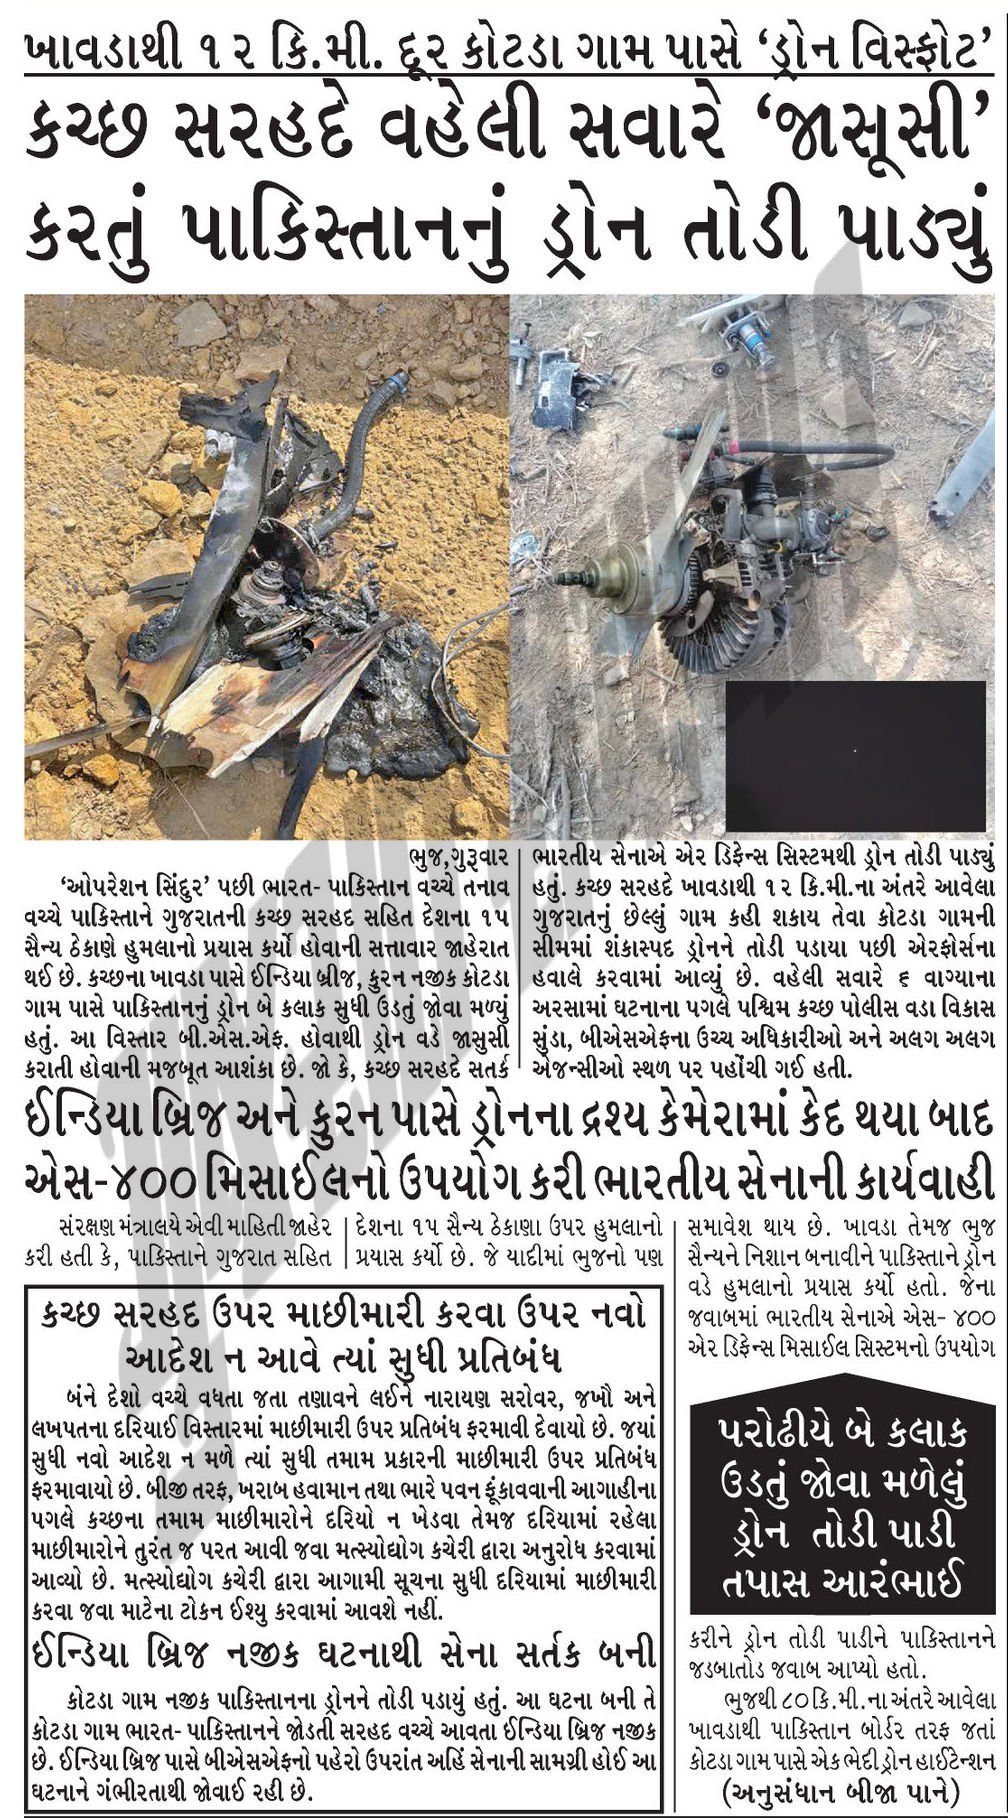 ખાવડાથી ૧૨ કિ.મી. દૂર કોટડા ગામ પાસે ‘ડ્રોન વિસ્ફોટ’
કચ્છ સરહદે વહેલી સવારે ‘જાસૂસી’
કરતું પાકિસ્તાનનું ડ્રોન તોડી પાડ્યું
ભુજ,ગુરૂવાર
‘ઓપરેશન સિંદુર’ પછી ભારત- પાકિસ્તાન વચ્ચે તનાવ
વચ્ચે પાકિસ્તાને ગુજરાતની કચ્છ સરહદ સહિત દેશના ૧૫
સૈન્ય ઠેકાણે હુમલાનો પ્રયાસ કર્યો હોવાની સત્તાવાર જાહેરાત
થઈ છે. કચ્છના ખાવડા પાસે ઈન્ડિયા બ્રીજ, કુરન નજીક કોટડા
ગામ પાસે પાકિસ્તાનનું ડ્રોન બે કલાક સુધી ઉડતું જોવા મળ્યું
હતું. આ વિસ્તાર બી.એસ.એફ. હોવાથી ડ્રોન વડે જાસુસી
કરાતી હોવાની મજબૂત આશંકા છે. જો કે, કચ્છ સરહદે સતર્ક
ભારતીય સેનાએ એર ડિફેન્સ સિસ્ટમથી ડ્રોન તોડી પાડ્યું
હતું. કચ્છ સરહદે ખાવડાથી ૧૨ કિ.મી.ના અંતરે આવેલા
ગુજરાતનું છેલ્લું ગામ કહી શકાય તેવા કોટડા ગામની
સીમમાં શંકાસ્પદ ડ્રોનને તોડી પડાયા પછી એરફોર્સના
હવાલે કરવામાં આવ્યું છે. વહેલી સવારે ૬ વાગ્યાના
અરસામાં ઘટનાના પગલે પશ્ચિમ કચ્છ પોલીસ વડા વિકાસ
સુંડા, બીએસએફના ઉચ્ચ અધિકારીઓ અને અલગ અલગ
એજન્સીઓ સ્થળ પર પહોંચી ગઈ હતી.
ઈન્ડિયા બ્રિજ અને કુરન પાસે ડ્રોનના દ્રશ્ય કેમેરામાં કેદ થયા બાદ
એસ-૪૦૦ મિસાઈલનો ઉપયોગ કરી ભારતીય સેનાની કાર્યવાહી
સંરક્ષણ મંત્રાલયે એવી માહિતી જાહેર
કરી હતી કે, પાકિસ્તાને ગુજરાત સહિત
દેશના ૧૫ સૈન્ય ઠેકાણા ઉપર હુમલાનો
પ્રયાસ કર્યો છે. જે યાદીમાં ભુજનો પણ
સમાવેશ થાય છે. ખાવડા તેમજ ભુજ
સૈન્યને નિશાન બનાવીને પાકિસ્તાને ડ્રોન
વડે હુમલાનો પ્રયાસ કર્યો હતો. જેના
જવાબમાં ભારતીય સેનાએ એસ- ૪૦૦
એર ડિફેન્સ મિસાઈલ સિસ્ટમનો ઉપયોગ
પરોઢીયે બે કલાક
ઉડતું જોવા મળેલું
ડ્રોન તોડી પાડી
તપાસ આરંભાઈ
કરીને ડ્રોન તોડી પાડીને પાકિસ્તાનને
જડબાતોડ જવાબ આપ્યો હતો.
ભુજથી ૮૦ કિ.મી.ના અંતરે આવેલા
ખાવડાથી પાકિસ્તાન બોર્ડર તરફ જતાં
કોટડા ગામ પાસે એક ભેદી ડ્રોન હાઈટેન્શન
(અનુસંધાન બીજા પાને)
કચ્છ સરહદ ઉપર માછીમારી કરવા ઉપર નવો
આદેશ ન આવે ત્યાં સુધી પ્રતિબંધ
બંને દેશો વચ્ચે વધતા જતા તણાવને લઈને નારાયણ સરોવર, જખૌ અને
લખપતના દરિયાઈ વિસ્તારમાં માછીમારી ઉપર પ્રતિબંધ ફરમાવી દેવાયો છે. જયાં
સુધી નવો આદેશ ન મળે ત્યાં સુધી તમામ પ્રકારની માછીમારી ઉપર પ્રતિબંધ
ફરમાવાયો છે. બીજી તરફ, ખરાબ હવામાન તથા ભારે પવન ફૂંકાવવાની આગાહીના
પગલે કચ્છના તમામ માછીમારોને દરિયો ન ખેડવા તેમજ દરિયામાં રહેલા
માછીમારોને તુરંત જ પરત આવી જવા મત્સ્યોદ્યોગ કચેરી દ્વારા અનુરોધ કરવામાં
આવ્યો છે. મત્સ્યોદ્યોગ કચેરી દ્વારા આગામી સૂચના સુધી દરિયામાં માછીમારી
કરવા જવા માટેના ટોકન ઈશ્યુ કરવામાં આવશે નહીં.
ઈન્ડિયા બ્રિજ નજીક ઘટનાથી સેના સર્તક બની
કોટડા ગામ નજીક પાકિસ્તાનના ડ્રોનને તોડી પડાયું હતું. આ ઘટના બની તે
કોટડા ગામ ભારત- પાકિસ્તાનને જોડતી સરહદ વચ્ચે આવતા ઈન્ડિયા બ્રિજ નજીક
છે. ઈન્ડિયા બ્રિજ પાસે બીએસએફનો પહેરો ઉપરાંત અહિં સેનાની સામગ્રી હોઈ આ
ઘટનાને ગંભીરતાથી જોવાઈ રહી છે.